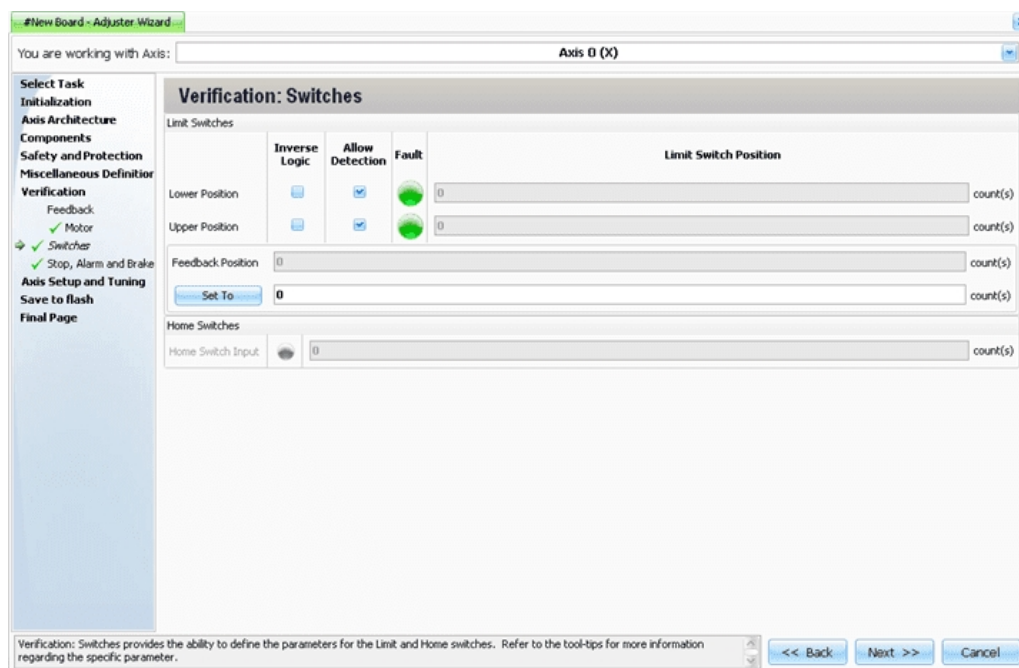 #New Board - Adjuster Wizard
You are working with Axis: Axis 0 (X)
Select Task
Initialization
Axis Architecture
Components
Safety and Protection
Miscellaneous Definition
Verification
Feedback
Motor
Switches
Stop, Alarm and Brake
Axis Setup and Tuning
Save to flash
Final Page
Verification: Switches
Limit Switches
Inverse Logic Allow Detection Fault Limit Switch Position
Lower Position 0 count(s)
Upper Position 0 count(s)
Feedback Position 0 count(s)
Set To 0 count(s)
Home Switches
Home Switch Input 0 count(s)
Verification: Switches provides the ability to define the parameters for the Limit and Home switches. Refer to the tool-tips for more information
regarding the specific parameter.
<< Back Next >> Cancel